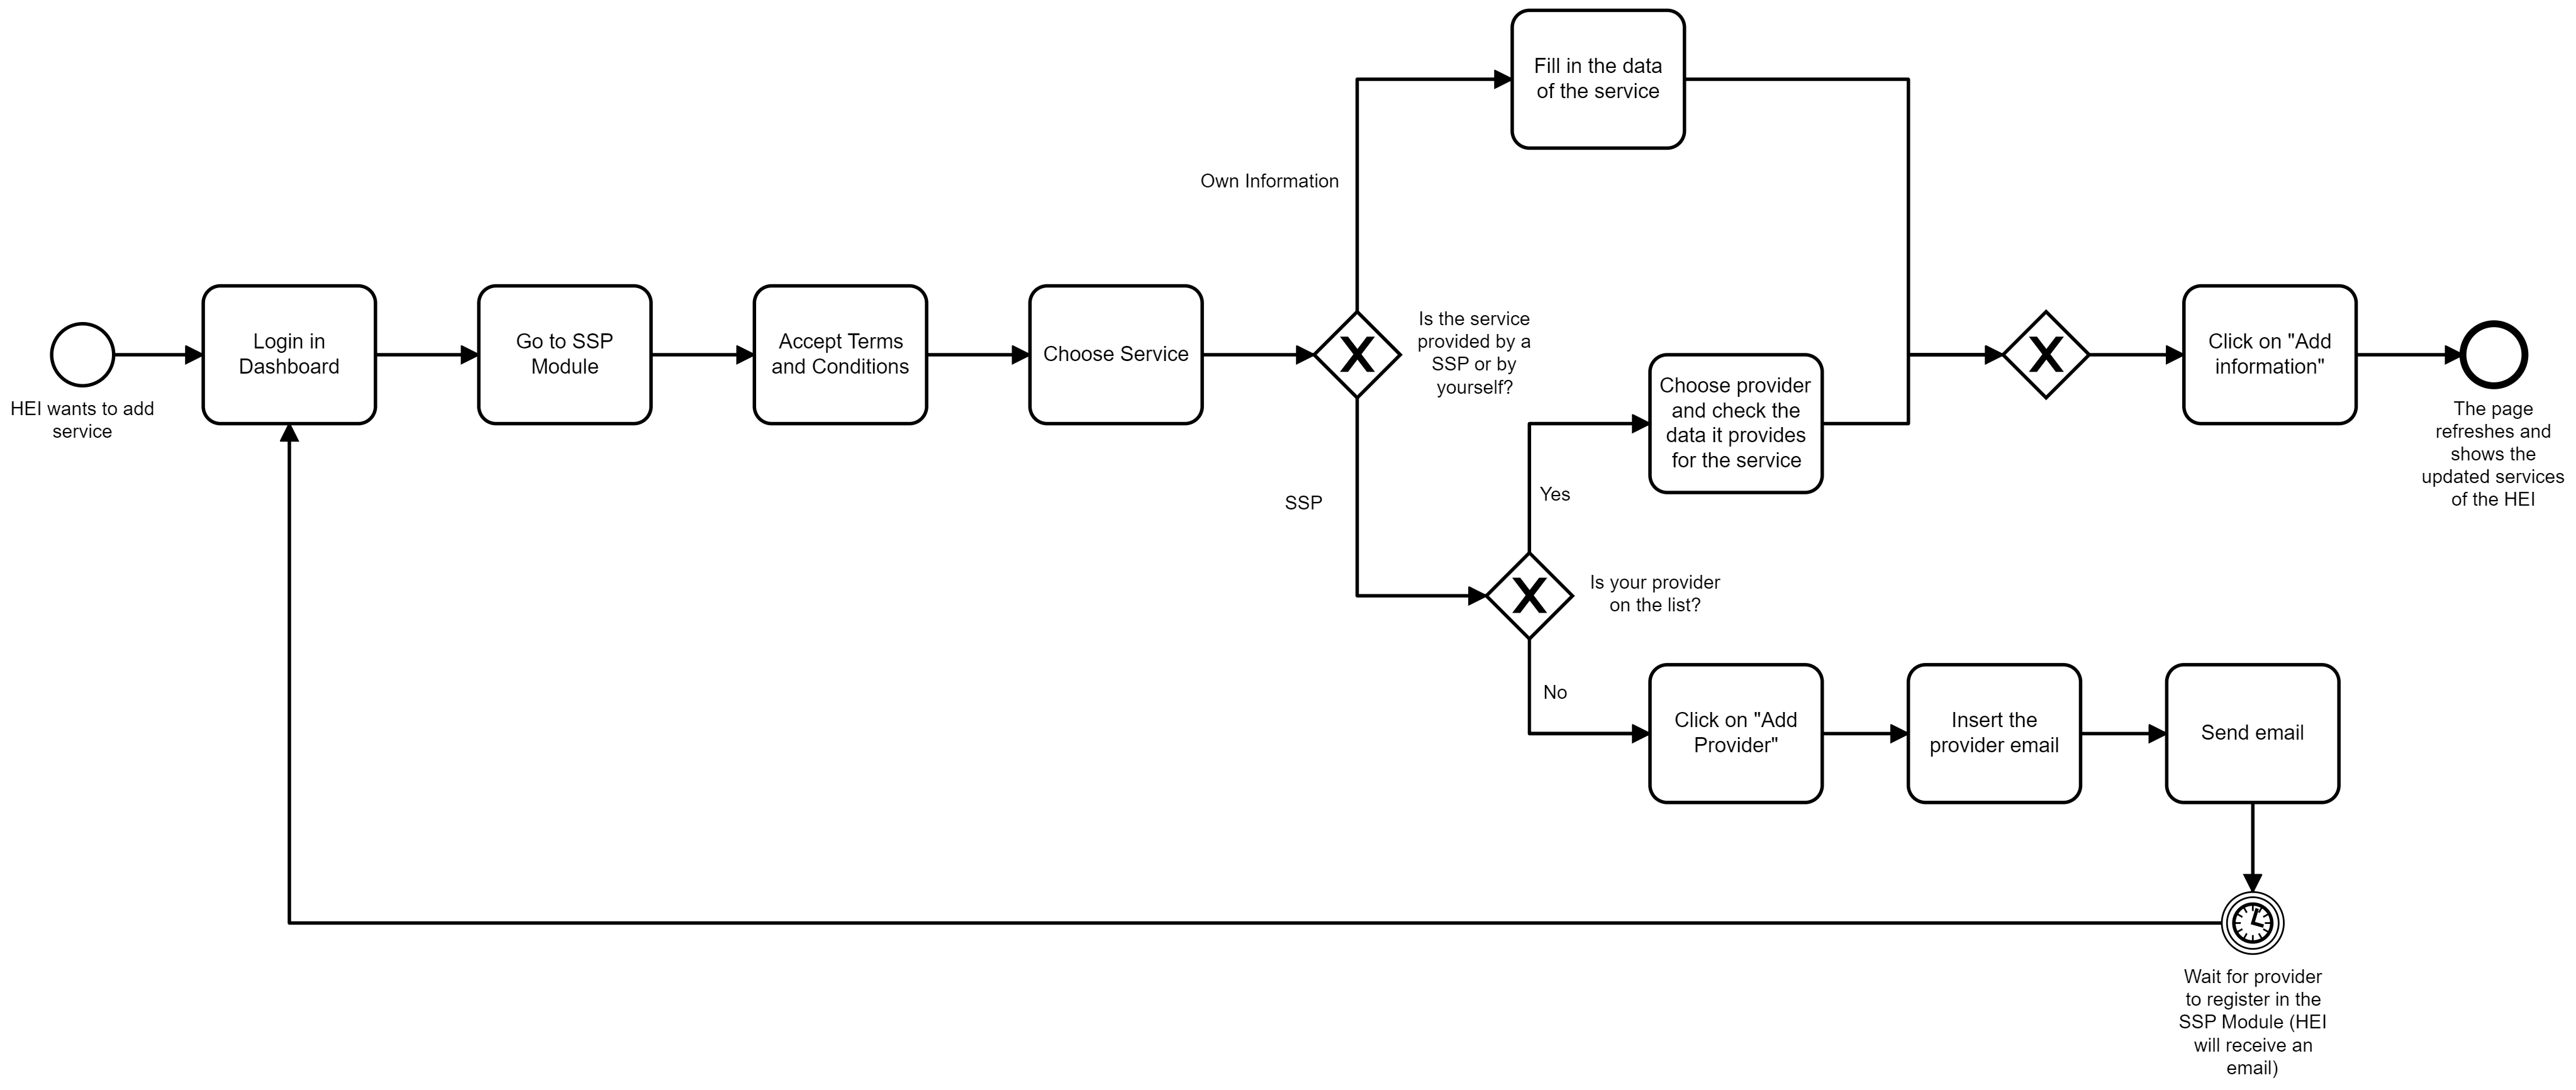 Fill in the data
of the service
Own Information
HEI wants to add
service
Login in
Dashboard
Go to SSP
Module
Accept Terms
and Conditions
Choose Service
Is the service
provided by a
SSP or by
yourself?
Choose provider
and check the
data it provides
for the service
Click on "Add
information"
The page
refreshes and
shows the
updated services
of the HEI
SSP
Yes
Is your provider
on the list?
No
Click on "Add
Provider"
Insert the
provider email
Send email
Wait for provider
to register in the
SSP Module (HEI
will receive an
email)